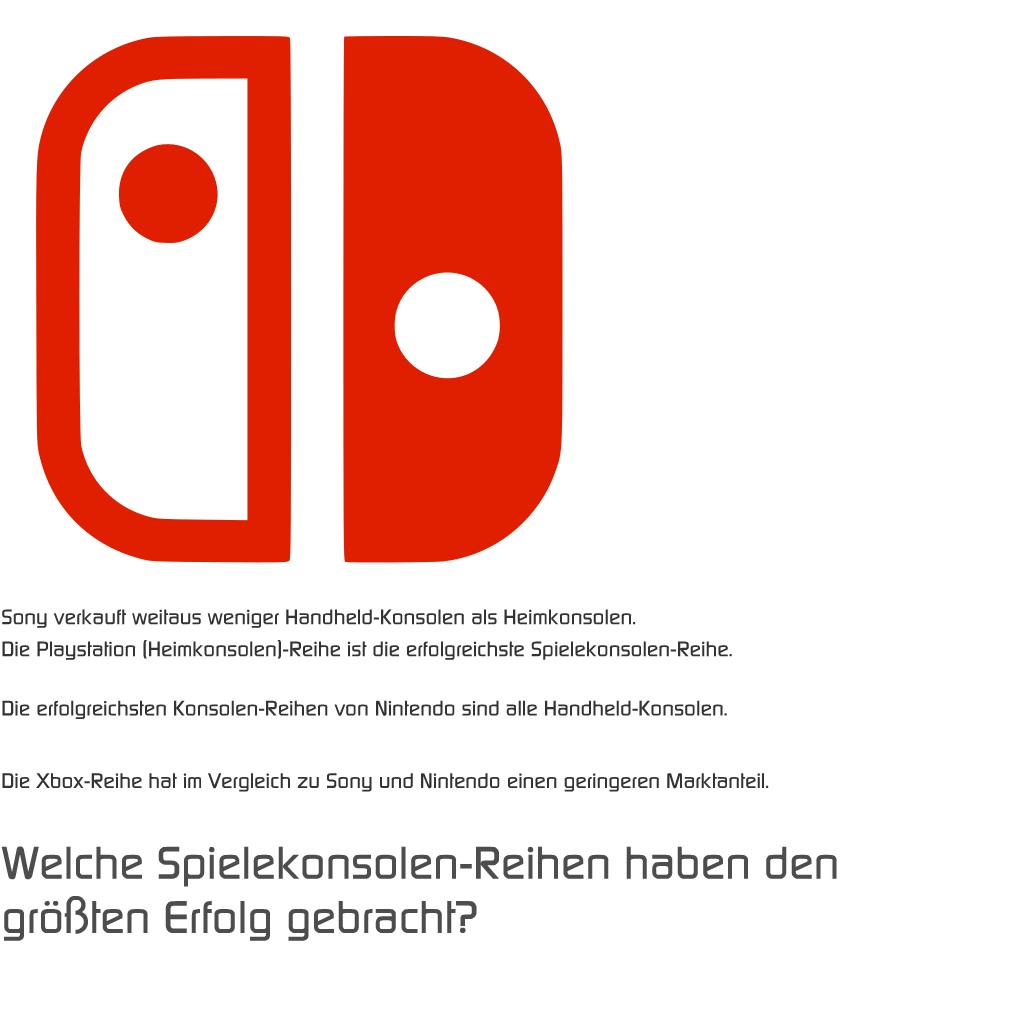 Sony verkauft weitaus weniger Handheld-Konsolen als Heimkonsolen.
Die Playstation (Heimkonsolen)-Reihe ist die erfolgreichste Spielekonsolen-Reihe.
Die erfolgreichsten Konsolen-Reihen von Nintendo sind alle Handheld-Konsolen.
Die Xbox-Reihe hat im Vergleich zu Sony und Nintendo einen geringeren Marktanteil.
Welche Spielekonsolen-Reihen haben den
größten Erfolg gebracht?